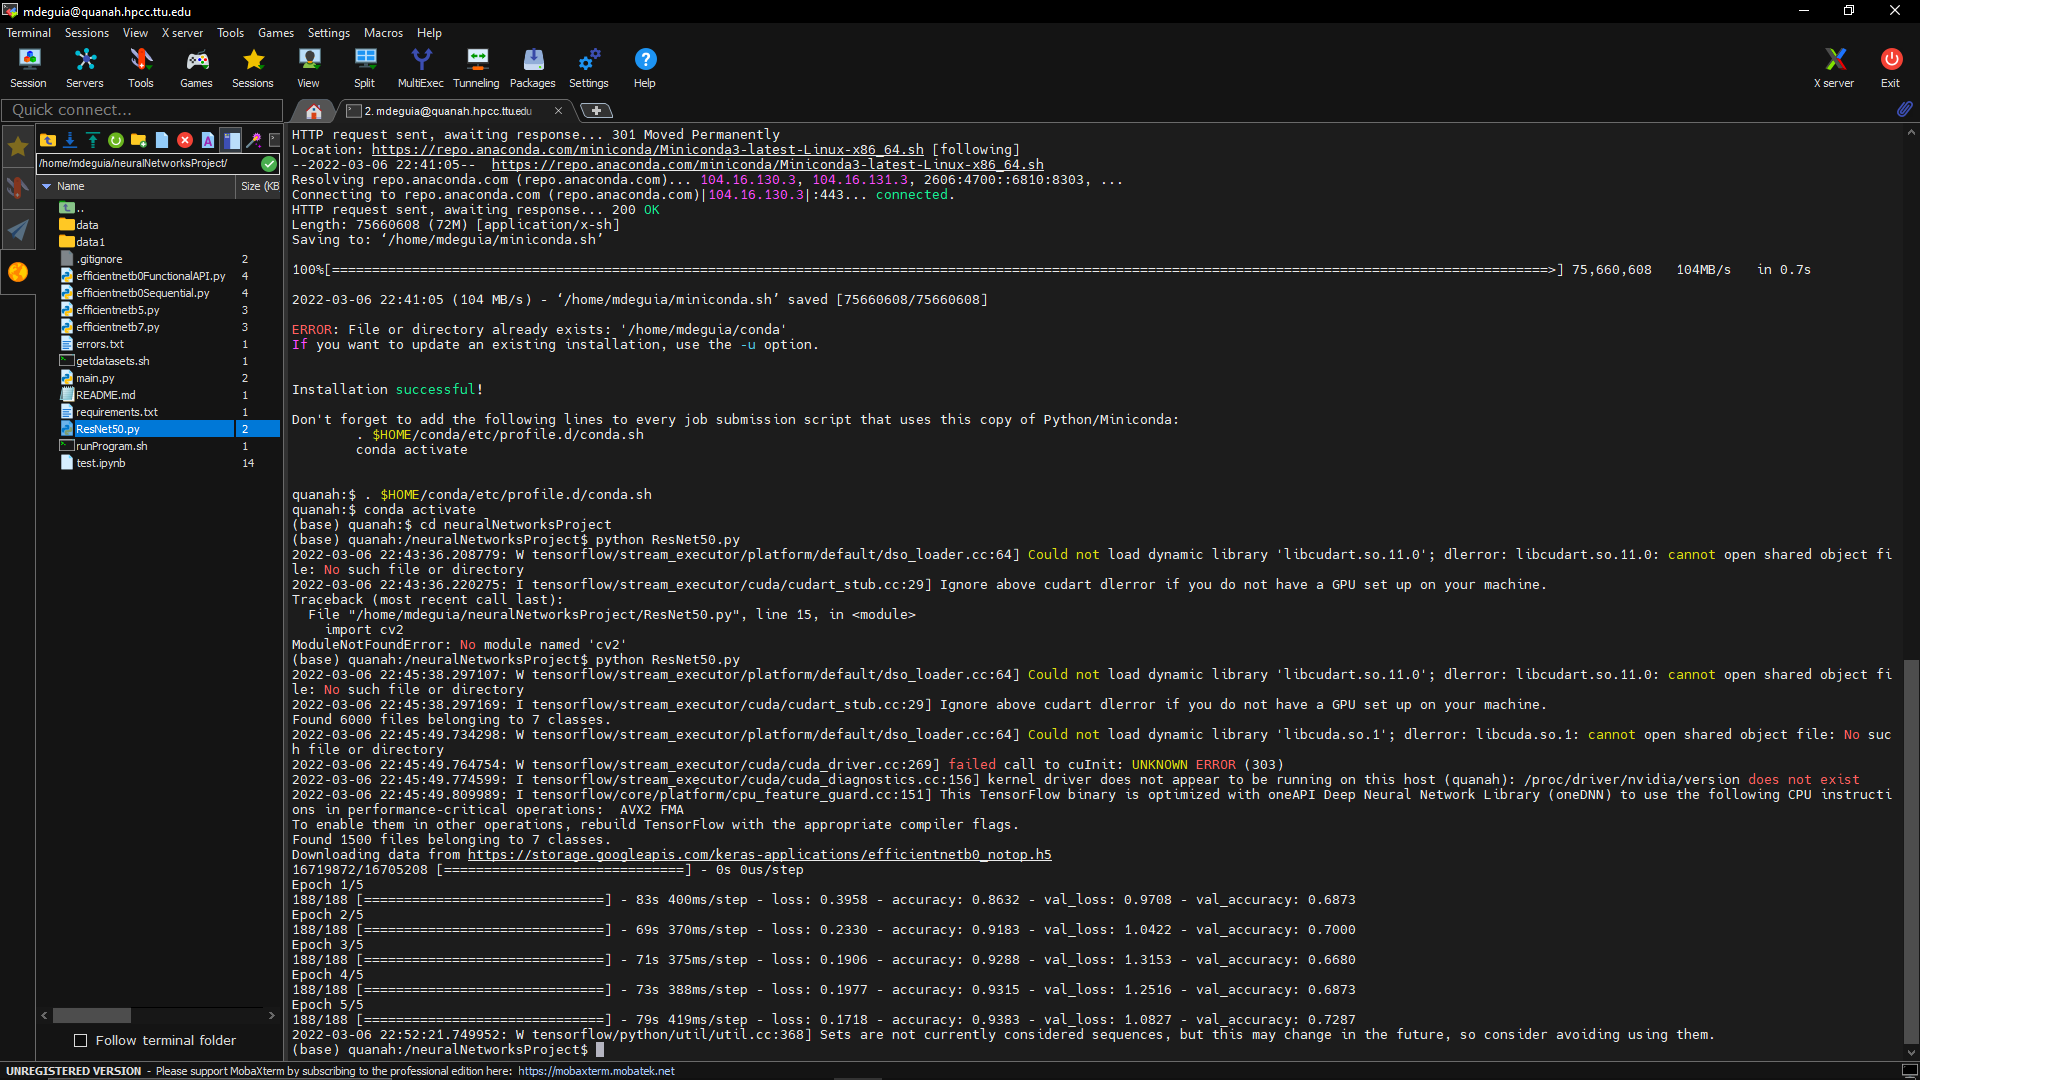 mdeguia@quanah.hpcc.ttu.edu
Terminal Sessions View X server Tools Games Settings Macros Help
Session Servers Tools Games Sessions View Split MultiExec Tunneling Packages Settings Help X server Exit
Quick connect...
2. mdeguia@quanah.hpcc.ttu.edu
/home/mdeguia/neuralNetworksProject/
Name Size (KB
..
data
data1
.gitignore 2
efficientnetb0FunctionalAPI.py 4
efficientnetb0Sequential.py 4
efficientnetb5.py 3
efficientnetb7.py 3
errors.txt 1
getdatasets.sh 1
main.py 2
README.md 1
requirements.txt 1
ResNet50.py 2
runProgram.sh 1
test.ipynb 14
Follow terminal folder
HTTP request sent, awaiting response... 301 Moved Permanently
Location: https://repo.anaconda.com/miniconda/Miniconda3-latest-Linux-x86_64.sh [following]
--2022-03-06 22:41:05--  https://repo.anaconda.com/miniconda/Miniconda3-latest-Linux-x86_64.sh
Resolving repo.anaconda.com (repo.anaconda.com)... 104.16.130.3, 104.16.131.3, 2606:4700::6810:8303, ...
Connecting to repo.anaconda.com (repo.anaconda.com)|104.16.130.3|:443... connected.
HTTP request sent, awaiting response... 200 OK
Length: 75660608 (72M) [application/x-sh]
Saving to: ‘/home/mdeguia/miniconda.sh’
100%[=====================================================================================>] 75,660,608   104MB/s   in 0.7s
2022-03-06 22:41:05 (104 MB/s) - ‘/home/mdeguia/miniconda.sh’ saved [75660608/75660608]
ERROR: File or directory already exists: '/home/mdeguia/conda'
If you want to update an existing installation, use the -u option.
Installation successful!
Don't forget to add the following lines to every job submission script that uses this copy of Python/Miniconda:
. $HOME/conda/etc/profile.d/conda.sh
conda activate
quanah:$ . $HOME/conda/etc/profile.d/conda.sh
quanah:$ conda activate
(base) quanah:$ cd neuralNetworksProject
(base) quanah:/neuralNetworksProject$ python ResNet50.py
2022-03-06 22:43:36.208779: W tensorflow/stream_executor/platform/default/dso_loader.cc:64] Could not load dynamic library 'libcudart.so.11.0'; dlerror: libcudart.so.11.0: cannot open shared object fi
le: No such file or directory
2022-03-06 22:43:36.220275: I tensorflow/stream_executor/cuda/cudart_stub.cc:29] Ignore above cudart dlerror if you do not have a GPU set up on your machine.
Traceback (most recent call last):
File "/home/mdeguia/neuralNetworksProject/ResNet50.py", line 15, in <module>
import cv2
ModuleNotFoundError: No module named 'cv2'
(base) quanah:/neuralNetworksProject$ python ResNet50.py
2022-03-06 22:45:38.297107: W tensorflow/stream_executor/platform/default/dso_loader.cc:64] Could not load dynamic library 'libcudart.so.11.0'; dlerror: libcudart.so.11.0: cannot open shared object fi
le: No such file or directory
2022-03-06 22:45:38.297169: I tensorflow/stream_executor/cuda/cudart_stub.cc:29] Ignore above cudart dlerror if you do not have a GPU set up on your machine.
Found 6000 files belonging to 7 classes.
2022-03-06 22:45:49.734298: W tensorflow/stream_executor/platform/default/dso_loader.cc:64] Could not load dynamic library 'libcuda.so.1'; dlerror: libcuda.so.1: cannot open shared object file: No suc
h file or directory
2022-03-06 22:45:49.764754: W tensorflow/stream_executor/cuda/cuda_driver.cc:269] failed call to cuInit: UNKNOWN ERROR (303)
2022-03-06 22:45:49.774599: I tensorflow/stream_executor/cuda/cuda_diagnostics.cc:156] kernel driver does not appear to be running on this host (quanah): /proc/driver/nvidia/version does not exist
2022-03-06 22:45:49.809989: I tensorflow/core/platform/cpu_feature_guard.cc:151] This TensorFlow binary is optimized with oneAPI Deep Neural Network Library (oneDNN) to use the following CPU instructi
ons in performance-critical operations:  AVX2 FMA
To enable them in other operations, rebuild TensorFlow with the appropriate compiler flags.
Found 1500 files belonging to 7 classes.
Downloading data from https://storage.googleapis.com/keras-applications/efficientnetb0_notop.h5
16719872/16705208 [==============================] - 0s 0us/step
Epoch 1/5
188/188 [==============================] - 83s 400ms/step - loss: 0.3958 - accuracy: 0.8632 - val_loss: 0.9708 - val_accuracy: 0.6873
Epoch 2/5
188/188 [==============================] - 69s 370ms/step - loss: 0.2330 - accuracy: 0.9183 - val_loss: 1.0422 - val_accuracy: 0.7000
Epoch 3/5
188/188 [==============================] - 71s 375ms/step - loss: 0.1906 - accuracy: 0.9288 - val_loss: 1.3153 - val_accuracy: 0.6680
Epoch 4/5
188/188 [==============================] - 73s 388ms/step - loss: 0.1977 - accuracy: 0.9315 - val_loss: 1.2516 - val_accuracy: 0.6873
Epoch 5/5
188/188 [==============================] - 79s 419ms/step - loss: 0.1718 - accuracy: 0.9383 - val_loss: 1.0827 - val_accuracy: 0.7287
2022-03-06 22:52:21.749952: W tensorflow/python/util/util.cc:368] Sets are not currently considered sequences, but this may change in the future, so consider avoiding using them.
(base) quanah:/neuralNetworksProject$
UNREGISTERED VERSION - Please support MobaXterm by subscribing to the professional edition here: https://mobaxterm.mobatek.net